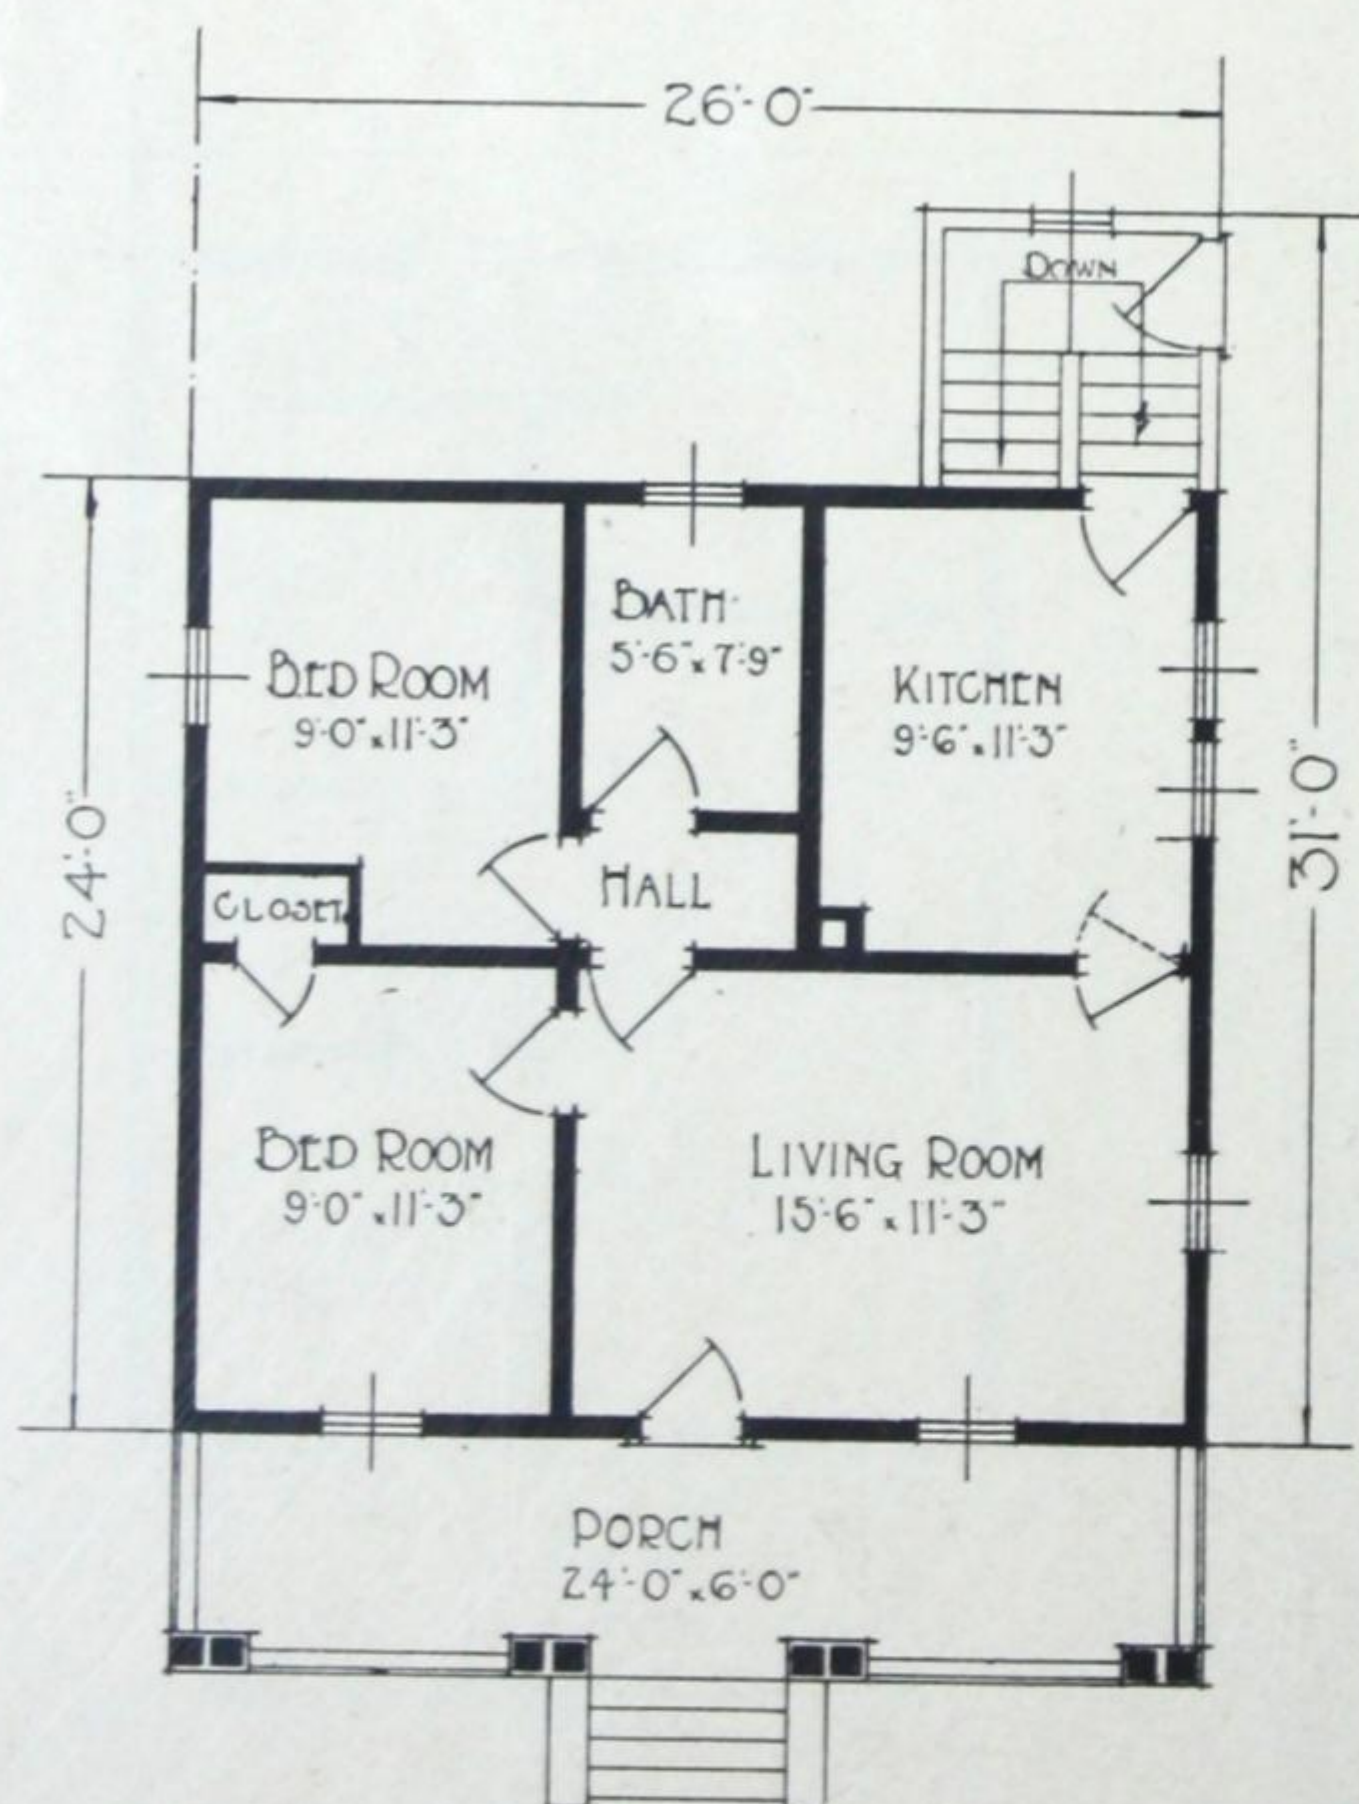 26'-0"
DOWN
BATH
5'-6" x 7'-9"
BED ROOM
9'-0" x 11'-3"
KITCHEN
9'-6" x 11'-3"
24'-0"
31'-0"
HALL
CLOSET
BED ROOM
9'-0" x 11'-3"
LIVING ROOM
15'-6" x 11'-3"
PORCH
24'-0" x 6'-0"